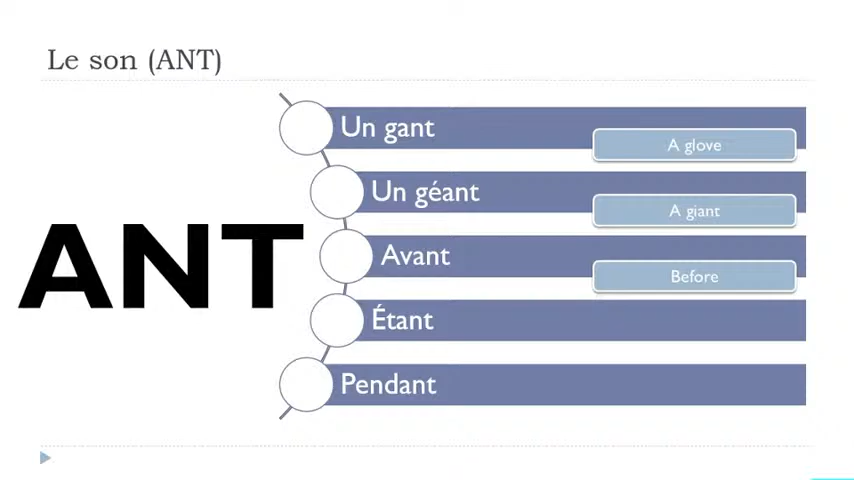 Le son (ANT)
ANT
Un gant
A glove
Un géant
A giant
Avant
Before
Étant
Pendant